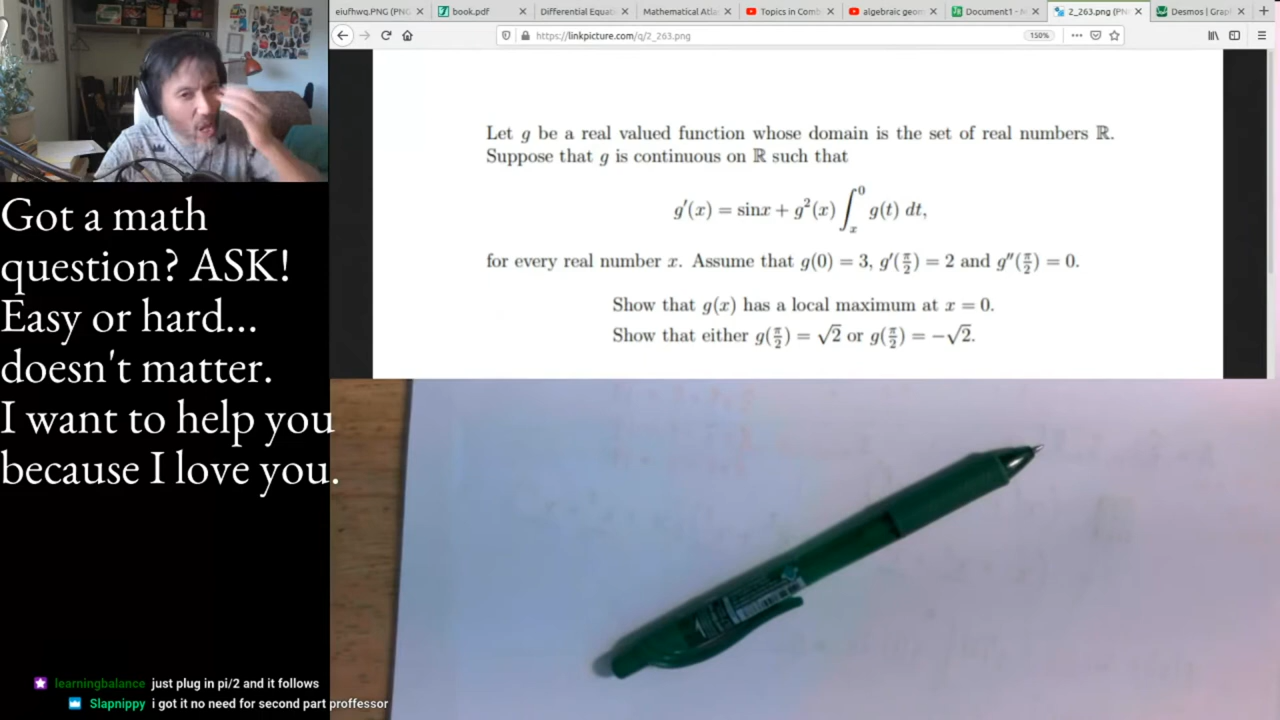 eiufhwq.PNG (PNG
book.pdf
Differential Equat
Mathematical Atla
Topics in Comb
algebraic geom
Document1 -
2_263.png (PN
Desmos | Grap
https://linkpicture.com/q/2_263.png
150%
Let g be a real valued function whose domain is the set of real numbers ℝ.
Suppose that g is continuous on ℝ such that
g′(x) = sinx + g²(x) ∫ₓ⁰ g(t) dt,
for every real number x. Assume that g(0) = 3, g′(π/2) = 2 and g″(π/2) = 0.
Show that g(x) has a local maximum at x = 0.
Show that either g(π/2) = √2 or g(π/2) = −√2.
Got a math
question? ASK!
Easy or hard...
doesn't matter.
I want to help you
because I love you.
learningbalance just plug in pi/2 and it follows
Slapnippy i got it no need for second part proffessor